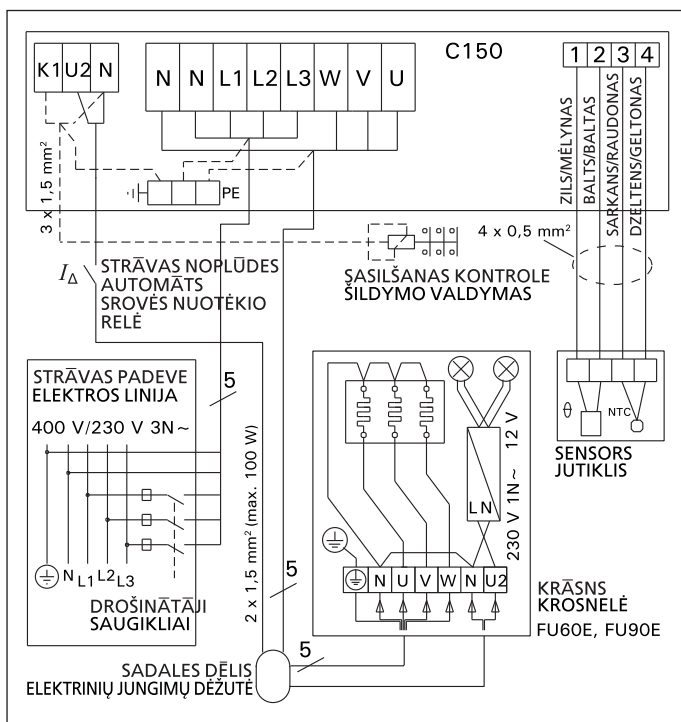 C150
K1 U2 N
N N L1 L2 L3 W V U
1 2 3 4
ZILS/MĒLYNAS
BALTS/BALTAS
SARKANS/RAUDONAS
DZELTENS/GELTONAS
3 x 1,5 mm²
PE
4 x 0,5 mm²
SASILŠANAS KONTROLE
ŠILDYMO VALDYMAS
I∆
STRĀVAS NOPLŪDES
AUTOMĀTS
SROVĖS NUOTĖKIO
RELĖ
STRĀVAS PADEVE
ELEKTROS LINIJA
400 V/230 V 3N~
N L1 L2 L3
DROŠINĀTĀJI
SAUGIKLIAI
5
2 x 1,5 mm² (max. 100 W)
5
12 V
L N
230 V 1N~
N U V W N U2
θ
NTC
SENSORS
JUTIKLIS
KRĀSNS
KROSNELĖ
FU60E, FU90E
5
SADALES DĒLIS
ELEKTRINIŲ JUNGIMŲ DĖŽUTĖ